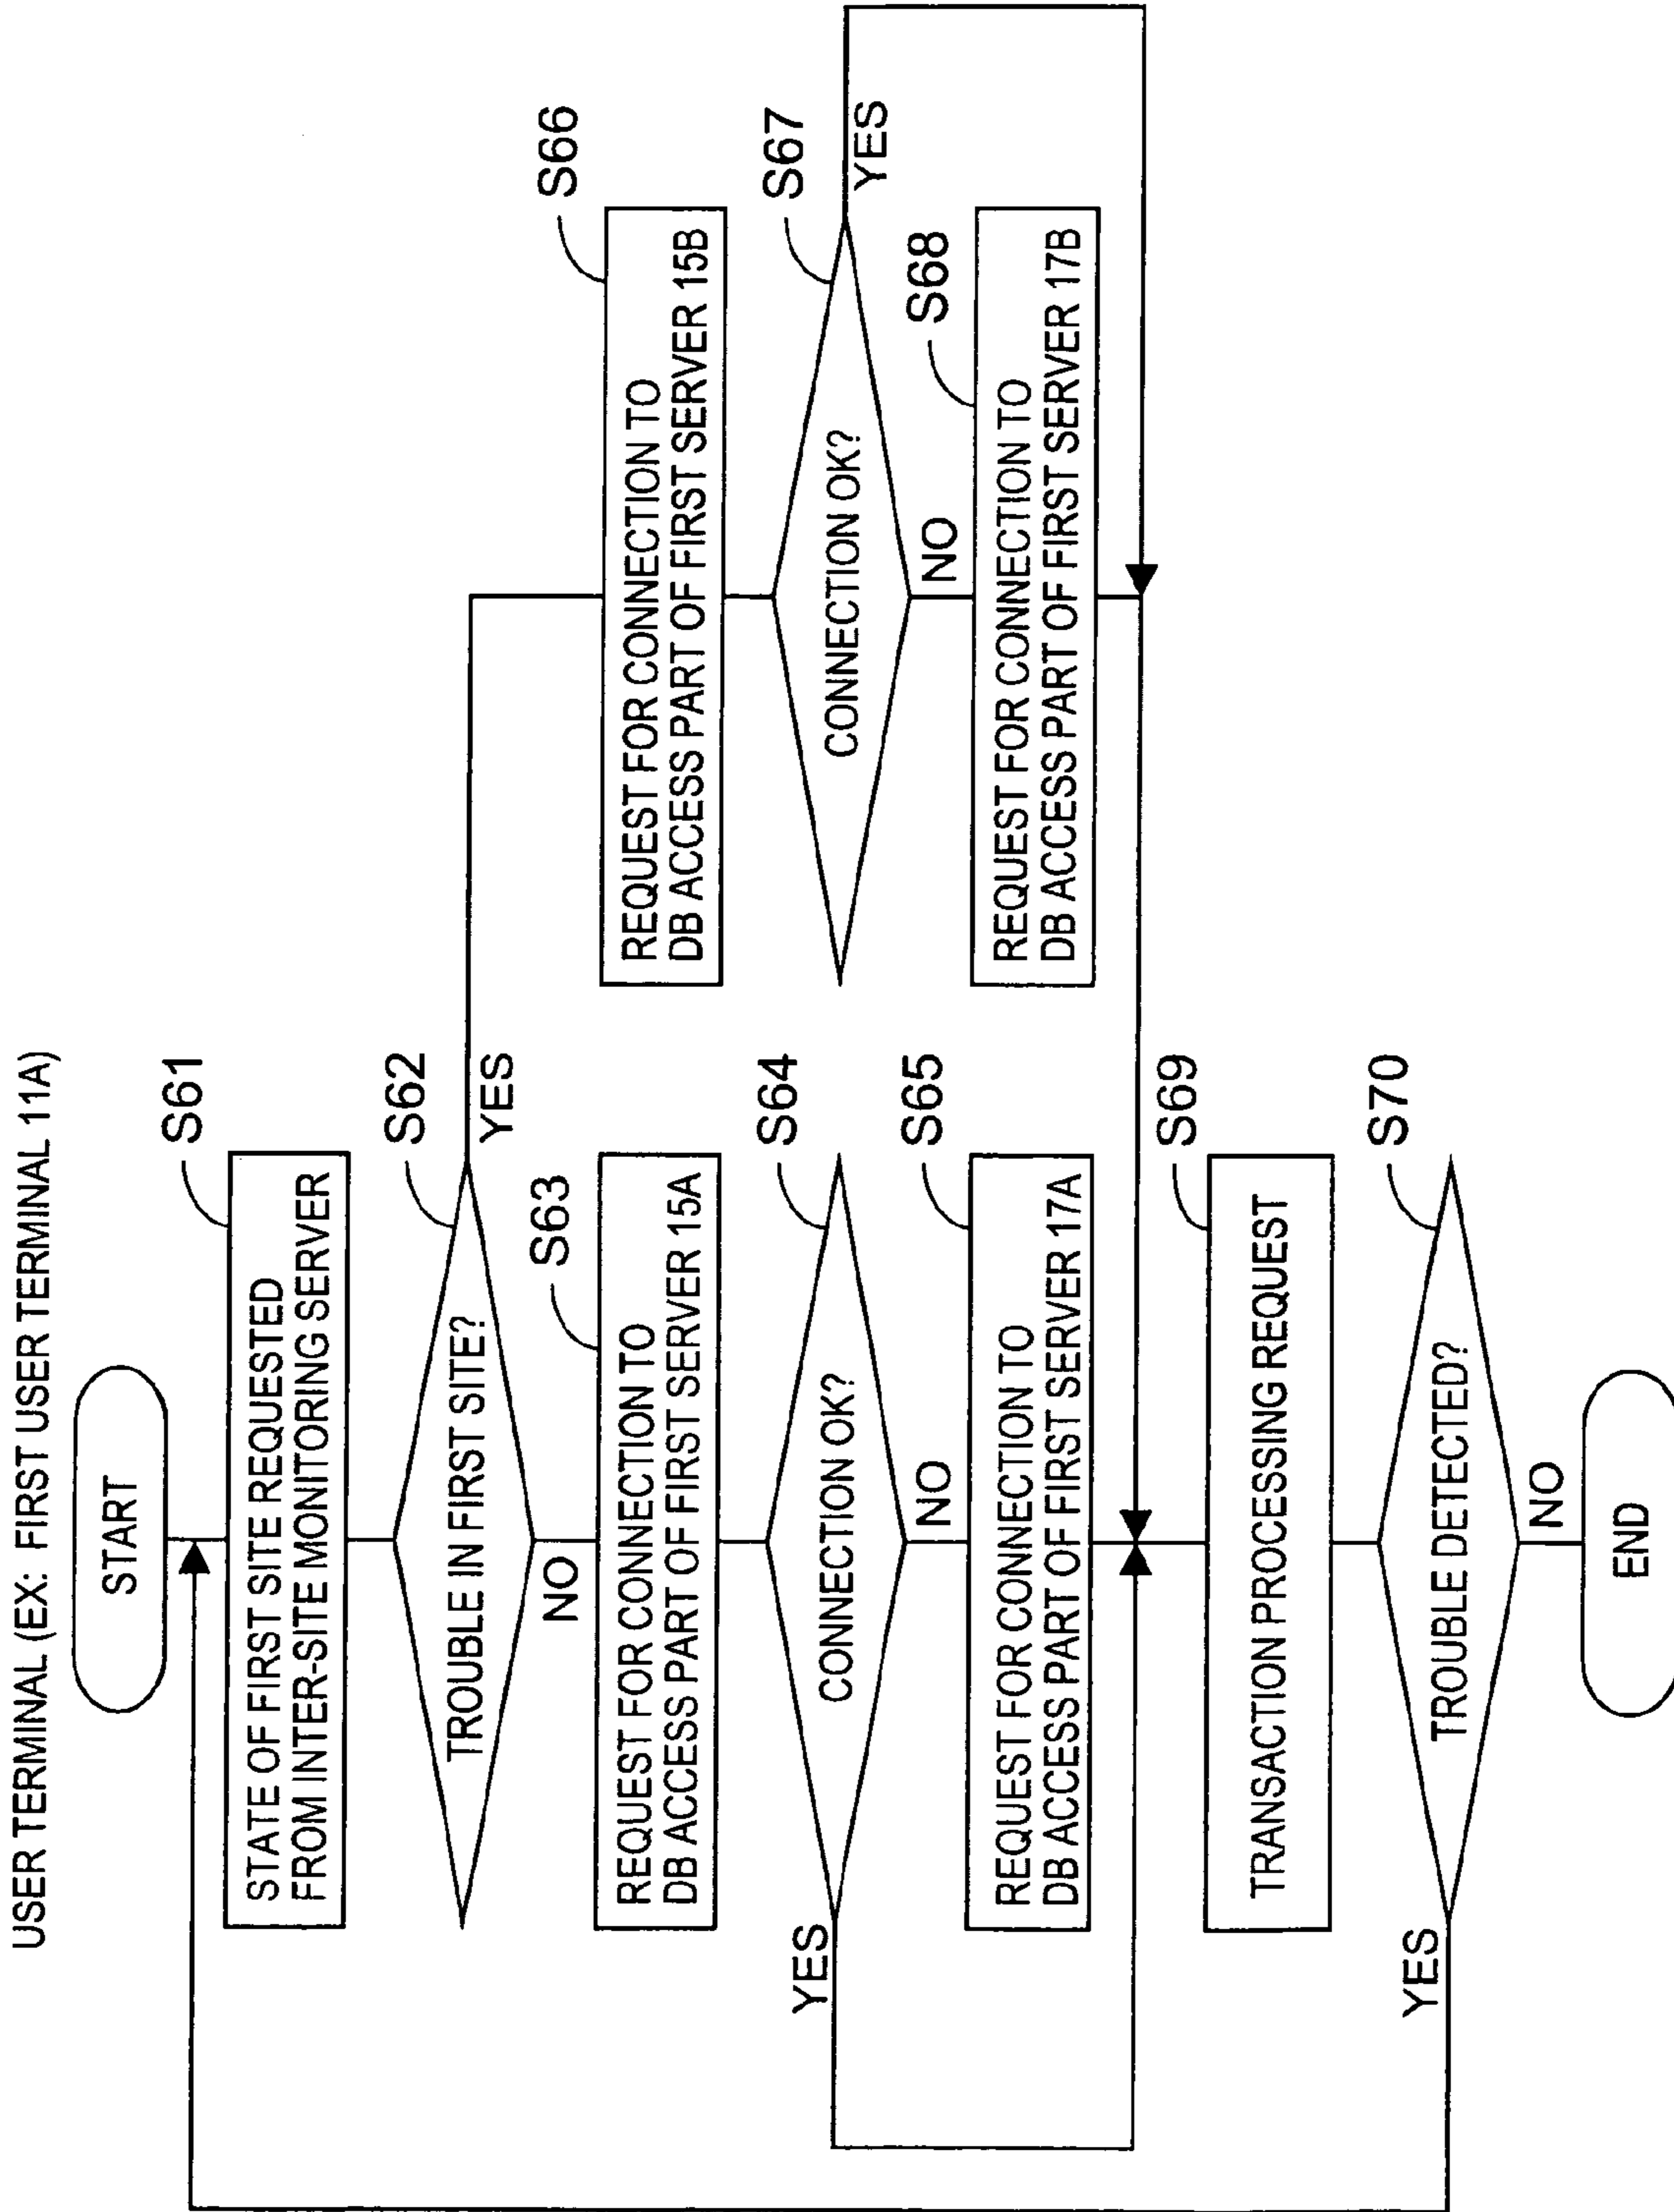 USER TERMINAL (EX: FIRST USER TERMINAL 11A)
START
S61
STATE OF FIRST SITE REQUESTED
FROM INTER-SITE MONITORING SERVER
S62
TROUBLE IN FIRST SITE?
YES
NO
S63
REQUEST FOR CONNECTION TO
DB ACCESS PART OF FIRST SERVER 15A
S64
CONNECTION OK?
YES
NO
S65
REQUEST FOR CONNECTION TO
DB ACCESS PART OF FIRST SERVER 17A
S66
REQUEST FOR CONNECTION TO
DB ACCESS PART OF FIRST SERVER 15B
S67
CONNECTION OK?
YES
NO
S68
REQUEST FOR CONNECTION TO
DB ACCESS PART OF FIRST SERVER 17B
S69
TRANSACTION PROCESSING REQUEST
S70
TROUBLE DETECTED?
YES
NO
END